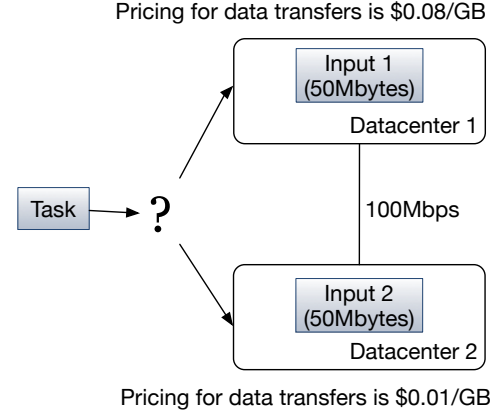 Pricing for data transfers is $0.08/GB
Input 1
(50Mbytes)
Datacenter 1
Task
?
100Mbps
Input 2
(50Mbytes)
Datacenter 2
Pricing for data transfers is $0.01/GB